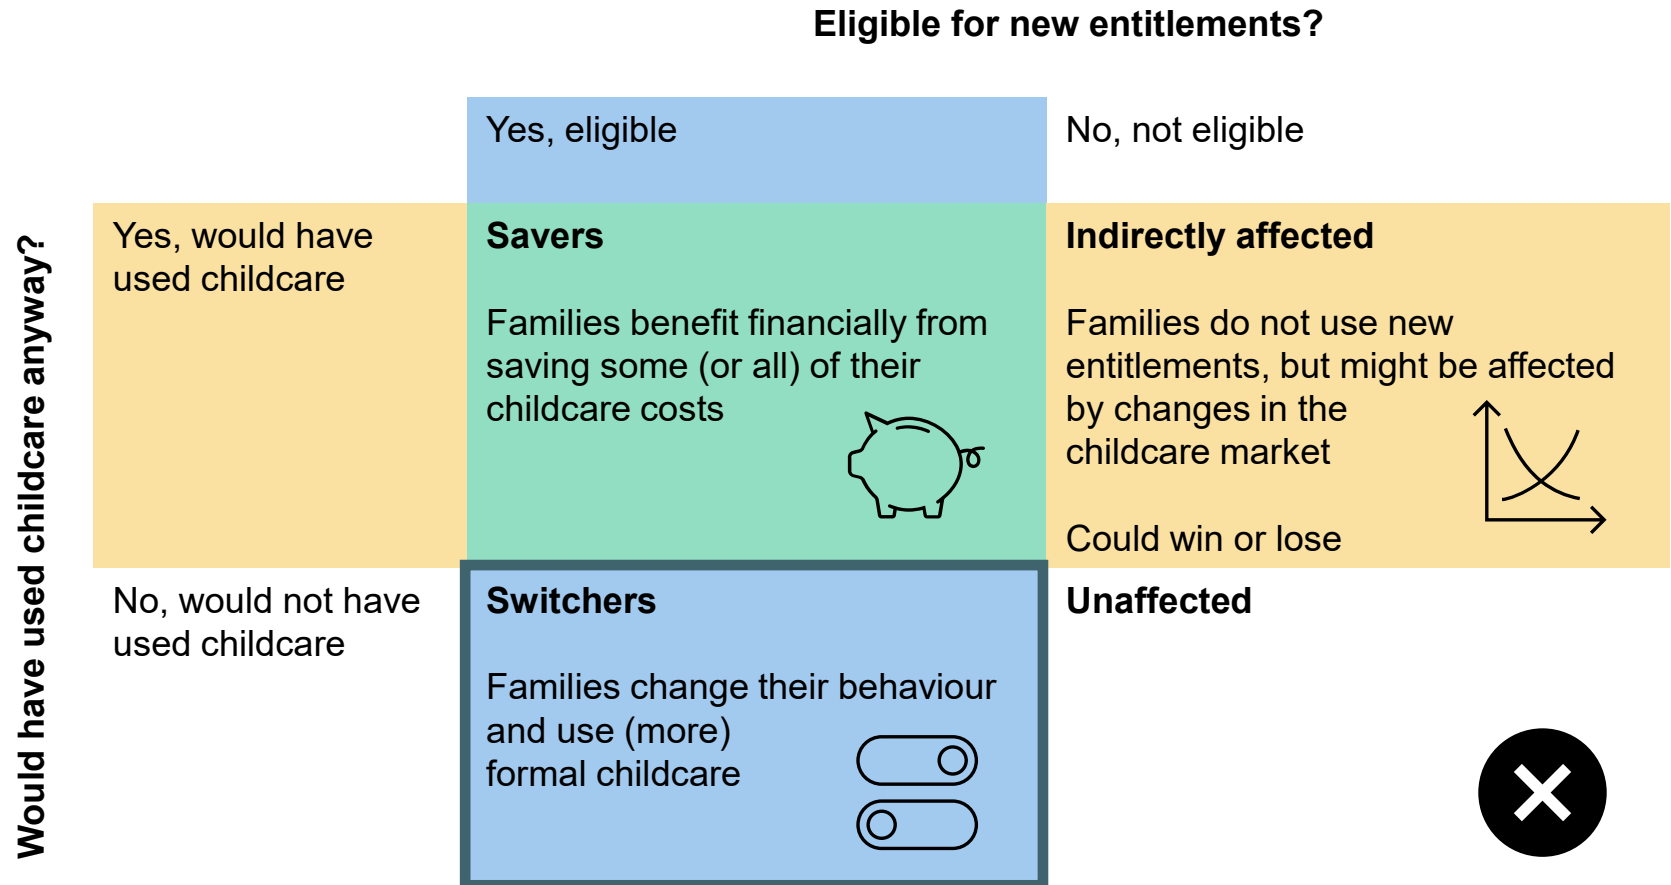 Eligible for new entitlements?
Would have used childcare anyway?
Yes, eligible
No, not eligible
Yes, would have
used childcare
Savers
Families benefit financially from
saving some (or all) of their
childcare costs
Indirectly affected
Families do not use new
entitlements, but might be affected
by changes in the
childcare market
Could win or lose
No, would not have
used childcare
Switchers
Families change their behaviour
and use (more)
formal childcare
Unaffected